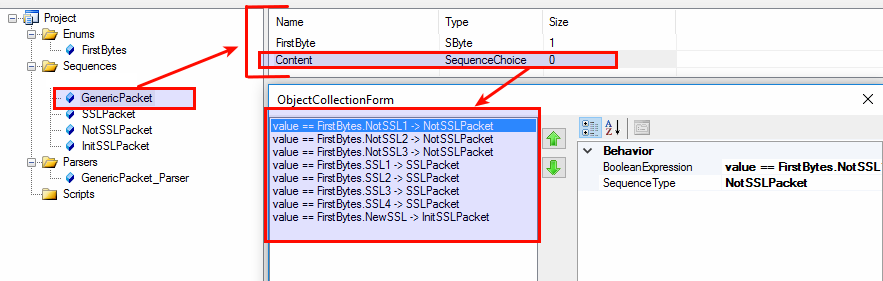 Project
Enums
FirstBytes
Sequences
GenericPacket
SSLPacket
NotSSLPacket
InitSSLPacket
Parsers
GenericPacket_Parser
Scripts
Name Type Size
FirstByte SByte 1
Content SequenceChoice 0
ObjectCollectionForm
value == FirstBytes.NotSSL1 -> NotSSLPacket
value == FirstBytes.NotSSL2 -> NotSSLPacket
value == FirstBytes.NotSSL3 -> NotSSLPacket
value == FirstBytes.SSL1 -> SSLPacket
value == FirstBytes.SSL2 -> SSLPacket
value == FirstBytes.SSL3 -> SSLPacket
value == FirstBytes.SSL4 -> SSLPacket
value == FirstBytes.NewSSL -> InitSSLPacket
Behavior
BooleanExpression value == FirstBytes.NotSSL
SequenceType NotSSLPacket